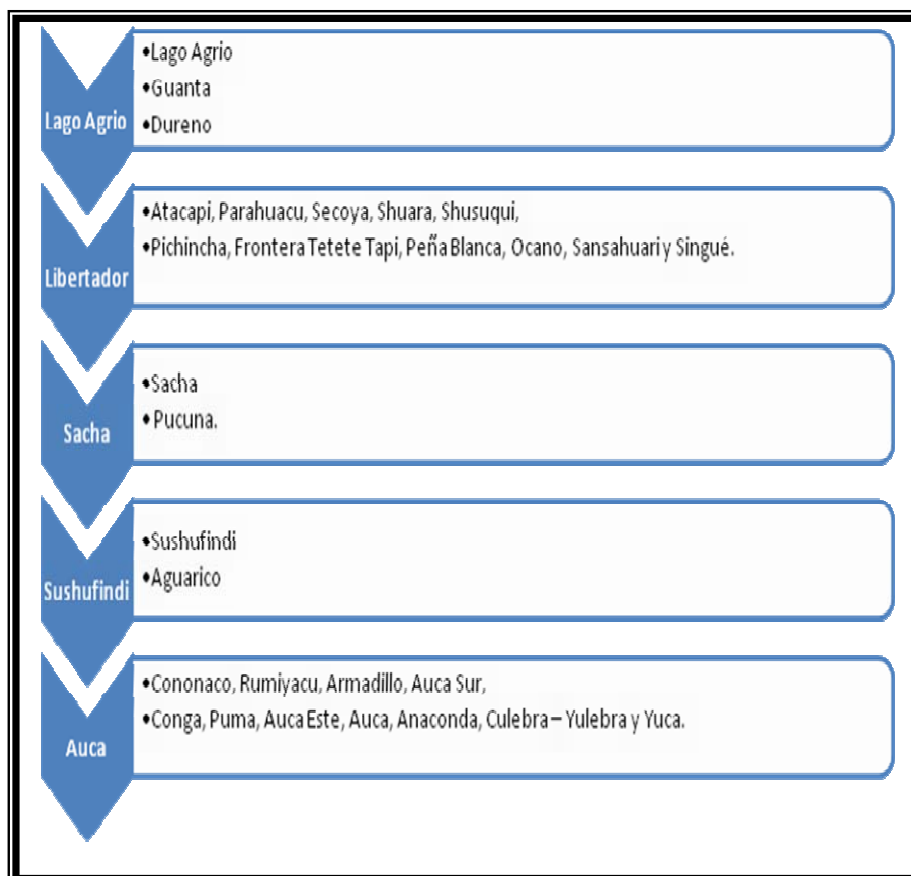 Lago Agrio
•Lago Agrio
•Guanta
•Dureno
Libertador
•Atacapi, Parahuacu, Secoya, Shuara, Shusuqui,
•Pichincha, Frontera Tetete Tapi, Peña Blanca, Ocano, Sansahuari y Singué.
Sacha
•Sacha
•Pucuna.
Sushufindi
•Sushufindi
•Aguarico
Auca
•Cononaco, Rumiyacu, Armadillo, Auca Sur,
•Conga, Puma, Auca Este, Auca, Anaconda, Culebra – Yulebra y Yuca.